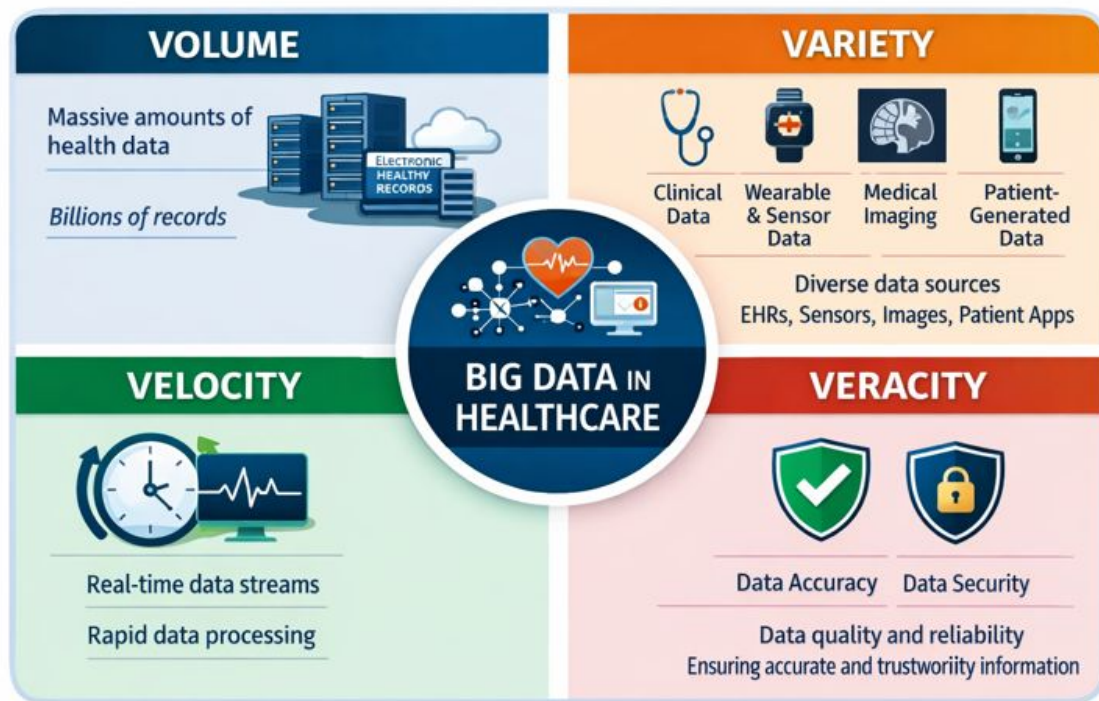 VOLUME
Massive amounts of
health data
Billions of records
ELECTRONIC
HEALTHY
RECORDS
VARIETY
Clinical
Data
Wearable
& Sensor
Data
Medical
Imaging
Patient-
Generated
Data
Diverse data sources
EHRs, Sensors, Images, Patient Apps
BIG DATA IN
HEALTHCARE
VELOCITY
Real-time data streams
Rapid data processing
VERACITY
Data Accuracy
Data Security
Data quality and reliability
Ensuring accurate and trustworiity information